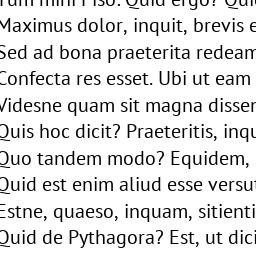 Tum mihi Piso: Quid ergo? Quid
Maximus dolor, inquit, brevis e
Sed ad bona praeterita redeam
Confecta res esset. Ubi ut eam
Videsne quam sit magna dissen
Quis hoc dicit? Praeteritis, inqu
Quo tandem modo? Equidem,
Quid est enim aliud esse versut
Estne, quaeso, inquam, sitienti
Quid de Pythagora? Est, ut dici